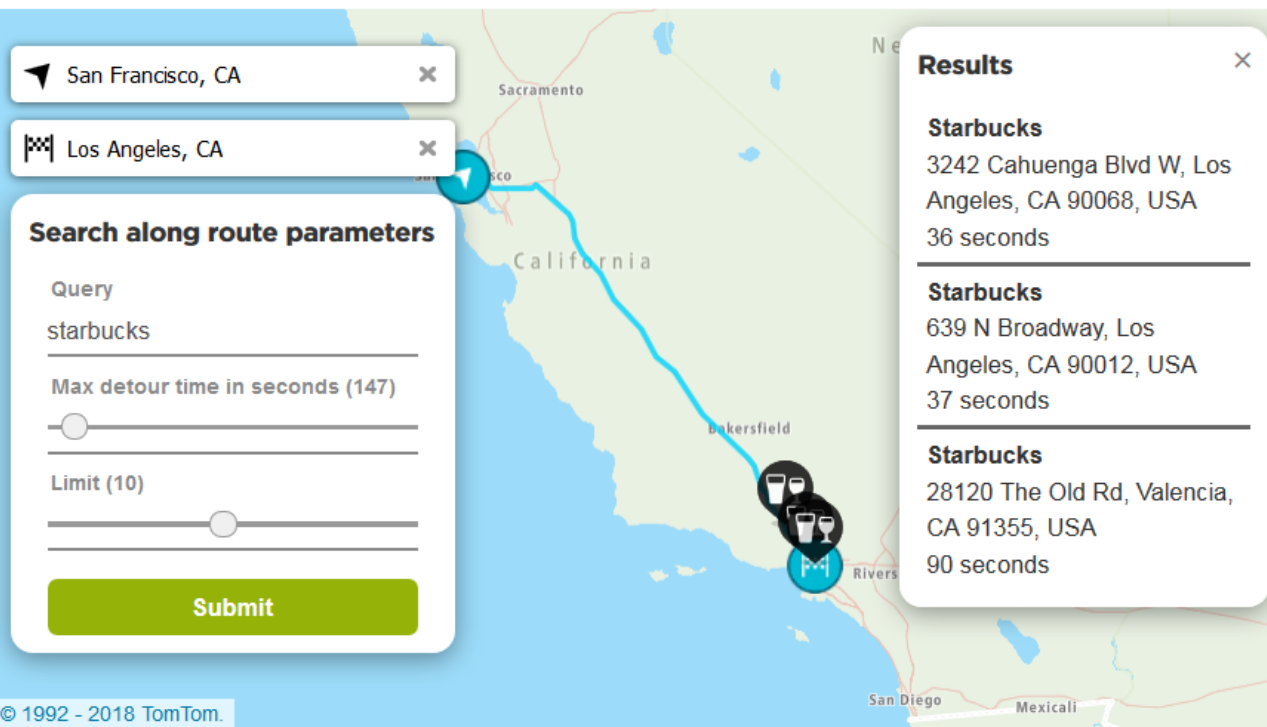 San Francisco, CA
Los Angeles, CA
Search along route parameters
Query
starbucks
Max detour time in seconds (147)
Limit (10)
Submit
© 1992 - 2018 TomTom.
Sacramento
sco
California
Bakersfield
Rivers
San Diego
Mexicali
Ne
Results
Starbucks
3242 Cahuenga Blvd W, Los
Angeles, CA 90068, USA
36 seconds
Starbucks
639 N Broadway, Los
Angeles, CA 90012, USA
37 seconds
Starbucks
28120 The Old Rd, Valencia,
CA 91355, USA
90 seconds